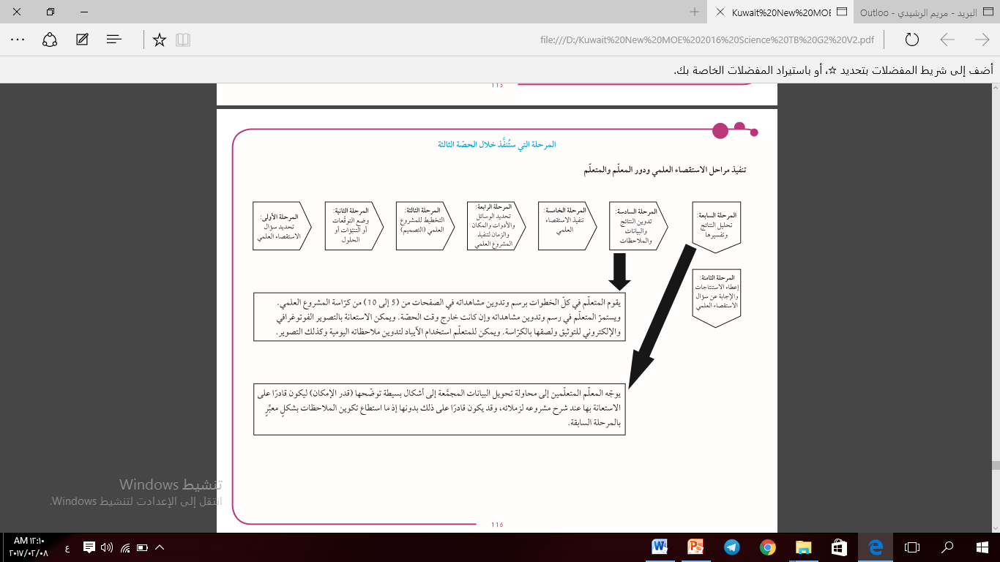 البريد - مريم الرشيدي - Outloo
Kuwait%20New%20MOE
file:///D:/Kuwait%20New%20MOE%202016%20Science%20TB%20G2%20V2.pdf
أضف إلى شريط المفضلات بتحديد ☆، أو باستيراد المفضلات الخاصة بك.
115
المرحلة التي ستُنفَّذ خلال الحصّة الثالثة
تنفيذ مراحل الاستقصاء العلمي ودور المعلّم والمتعلّم
المرحلة الأولى:
تحديد سؤال
الاستقصاء العلمي
المرحلة الثانية:
وضع التوقّعات
أو التنبّؤات أو
الحلول
المرحلة الثالثة:
التخطيط للمشروع
العلمي (التصميم)
المرحلة الرابعة:
تحديد الوسائل
والأدوات والمكان
والزمان لتنفيذ
المشروع العلمي
المرحلة الخامسة:
تنفيذ الاستقصاء
العلمي
المرحلة السادسة:
تدوين النتائج
والبيانات
والملاحظات
المرحلة السابعة:
تحليل النتائج
وتفسيرها
المرحلة الثامنة:
إعطاء الاستنتاجات
والإجابة عن سؤال
الاستقصاء العلمي
يقوم المتعلّم في كلّ الخطوات برسم وتدوين مشاهداته في الصفحات من (5 إلى 10) من كرّاسة المشروع العلمي.
ويستمرّ المتعلّم في رسم وتدوين مشاهداته وإن كانت خارج وقت الحصّة. ويمكن الاستعانة بالتصوير الفوتوغرافي
والإلكتروني للتوثيق ولصقها بالكرّاسة. ويمكن للمتعلّم استخدام الآيباد لتدوين ملاحظاته اليومية وكذلك التصوير.
يوجّه المعلّم المتعلّمين إلى محاولة تحويل البيانات المجمَّعة إلى أشكال بسيطة توضّحها (قدر الإمكان) ليكون قادرًا على
الاستعانة بها عند شرح مشروعه لزملائه، وقد يكون قادرًا على ذلك بدونها إذ ما استطاع تكوين الملاحظات بشكلٍ معبِّرٍ
بالمرحلة السابقة.
116
تنشيط Windows
انتقل إلى الإعدادت لتنشيط Windows.
ع
١٢:١٠ AM
٢٠١٧/٠٢/٠٨